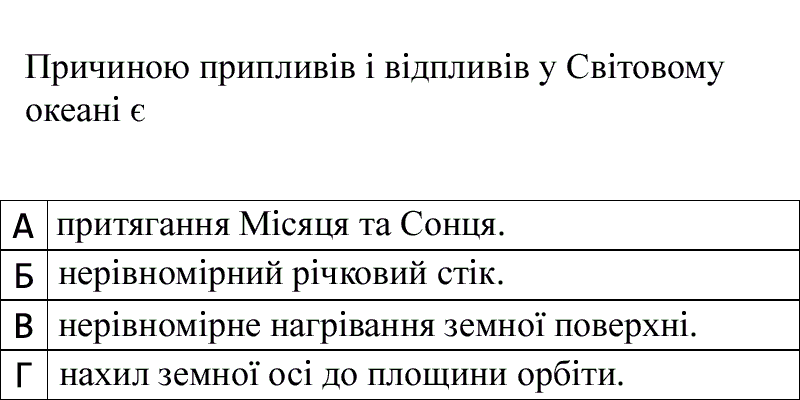 Причиною припливів і відпливів у Світовому
океані є
А притягання Місяця та Сонця.
Б нерівномірний річковий стік.
В нерівномірне нагрівання земної поверхні.
Г нахил земної осі до площини орбіти.